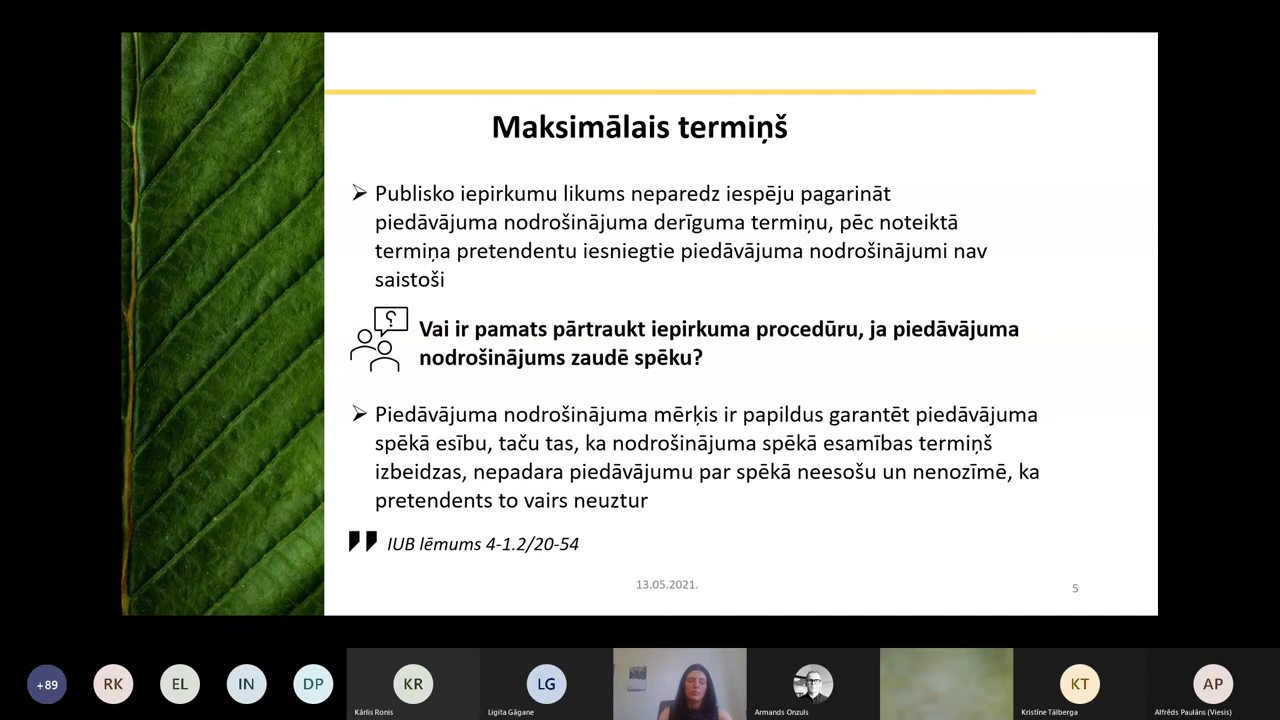 Maksimālais termiņš
Publisko iepirkumu likums neparedz iespēju pagarināt
piedāvājuma nodrošinājuma derīguma termiņu, pēc noteiktā
termiņa pretendentu iesniegtie piedāvājuma nodrošinājumi nav
saistoši
?
Vai ir pamats pārtraukt iepirkuma procedūru, ja piedāvājuma
nodrošinājums zaudē spēku?
Piedāvājuma nodrošinājuma mērķis ir papildus garantēt piedāvājuma
spēkā esību, taču tas, ka nodrošinājuma spēkā esamības termiņš
izbeidzas, nepadara piedāvājumu par spēkā neesošu un nenozīmē, ka
pretendents to vairs neuztur
IUB lēmums 4-1.2/20-54
13.05.2021.
5
+89
RK
EL
IN
DP
KR
LG
KT
AP
Kārlis Ronis
Ligita Gāgane
Armands Onzuls
Kristīne Tālberga
Alfrēds Paulāns (Viesis)